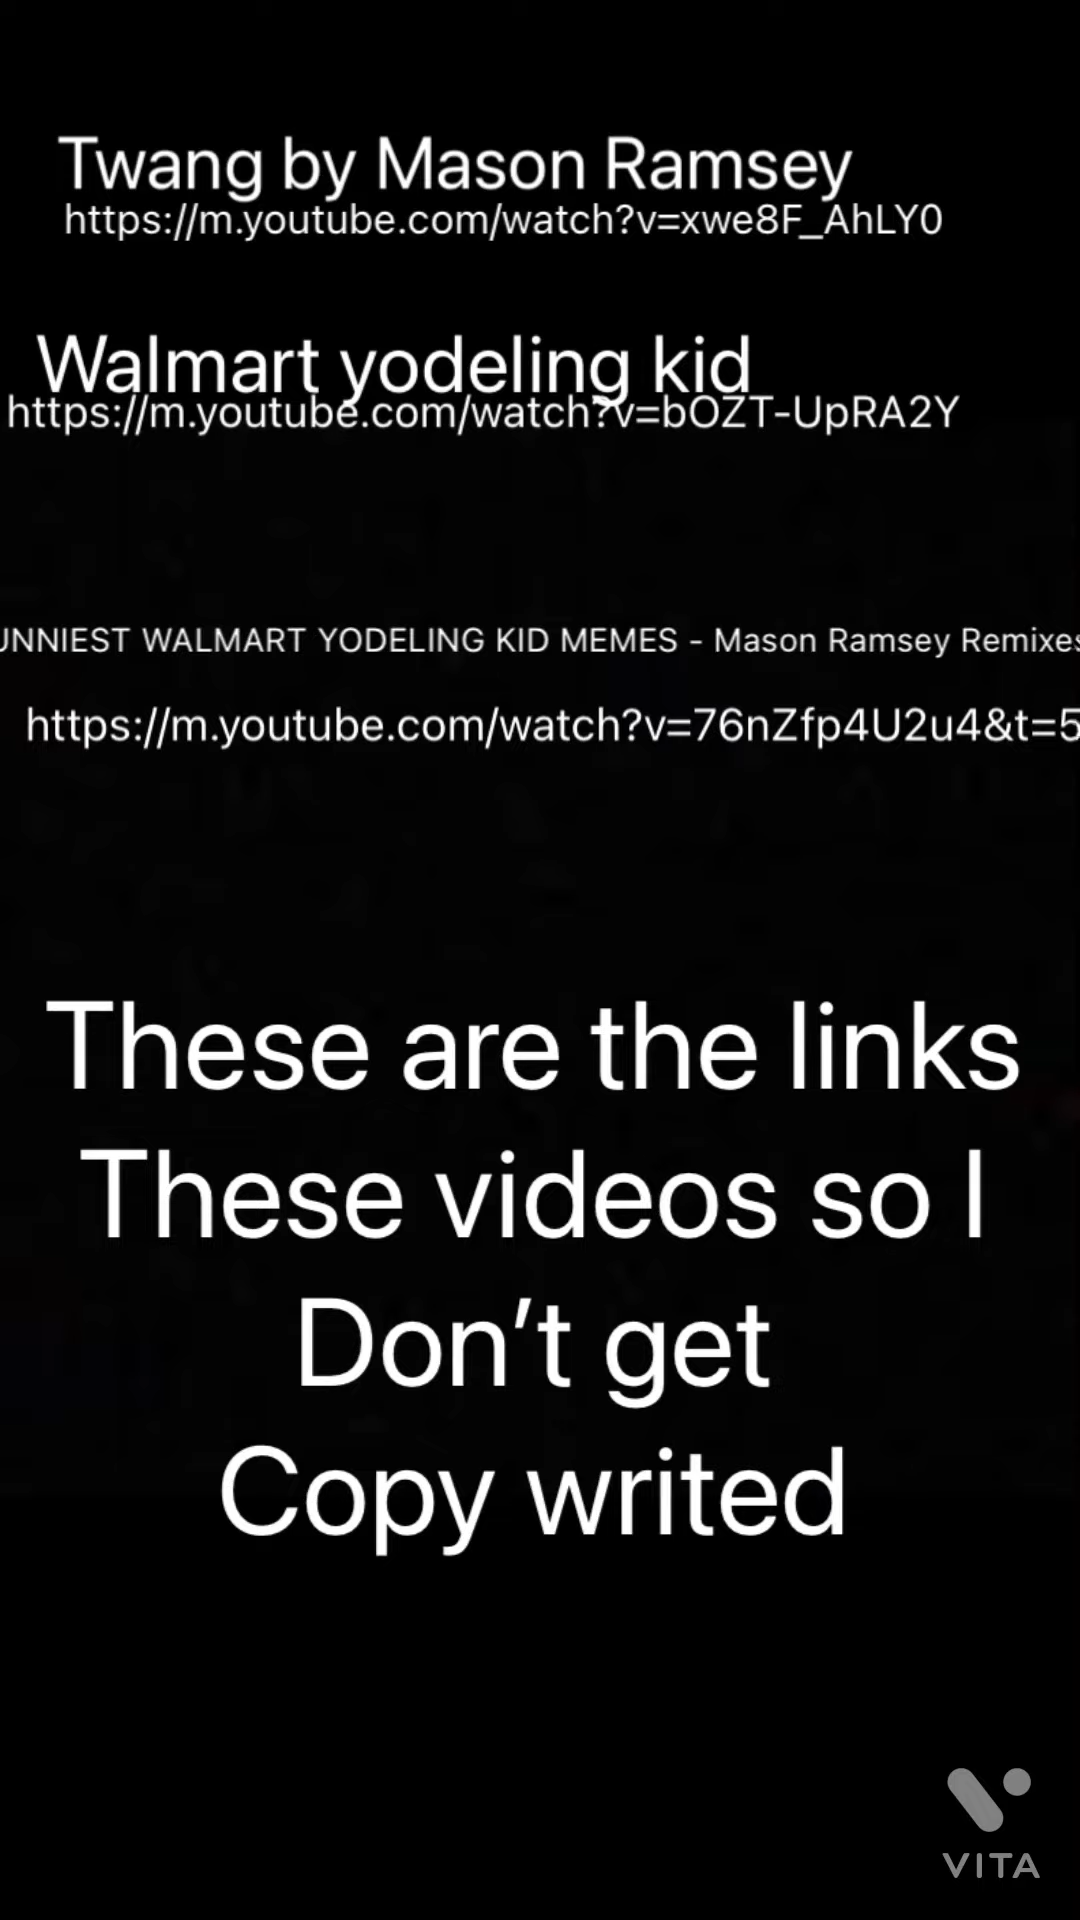 Twang by Mason Ramsey
https://m.youtube.com/watch?v=xwe8F_AhLY0
Walmart yodeling kid
https://m.youtube.com/watch?v=bOZT-UpRA2Y
UNNIEST WALMART YODELING KID MEMES - Mason Ramsey Remixes
https://m.youtube.com/watch?v=76nZfp4U2u4&t=5
These are the links
These videos so I
Don’t get
Copy writed
VITA